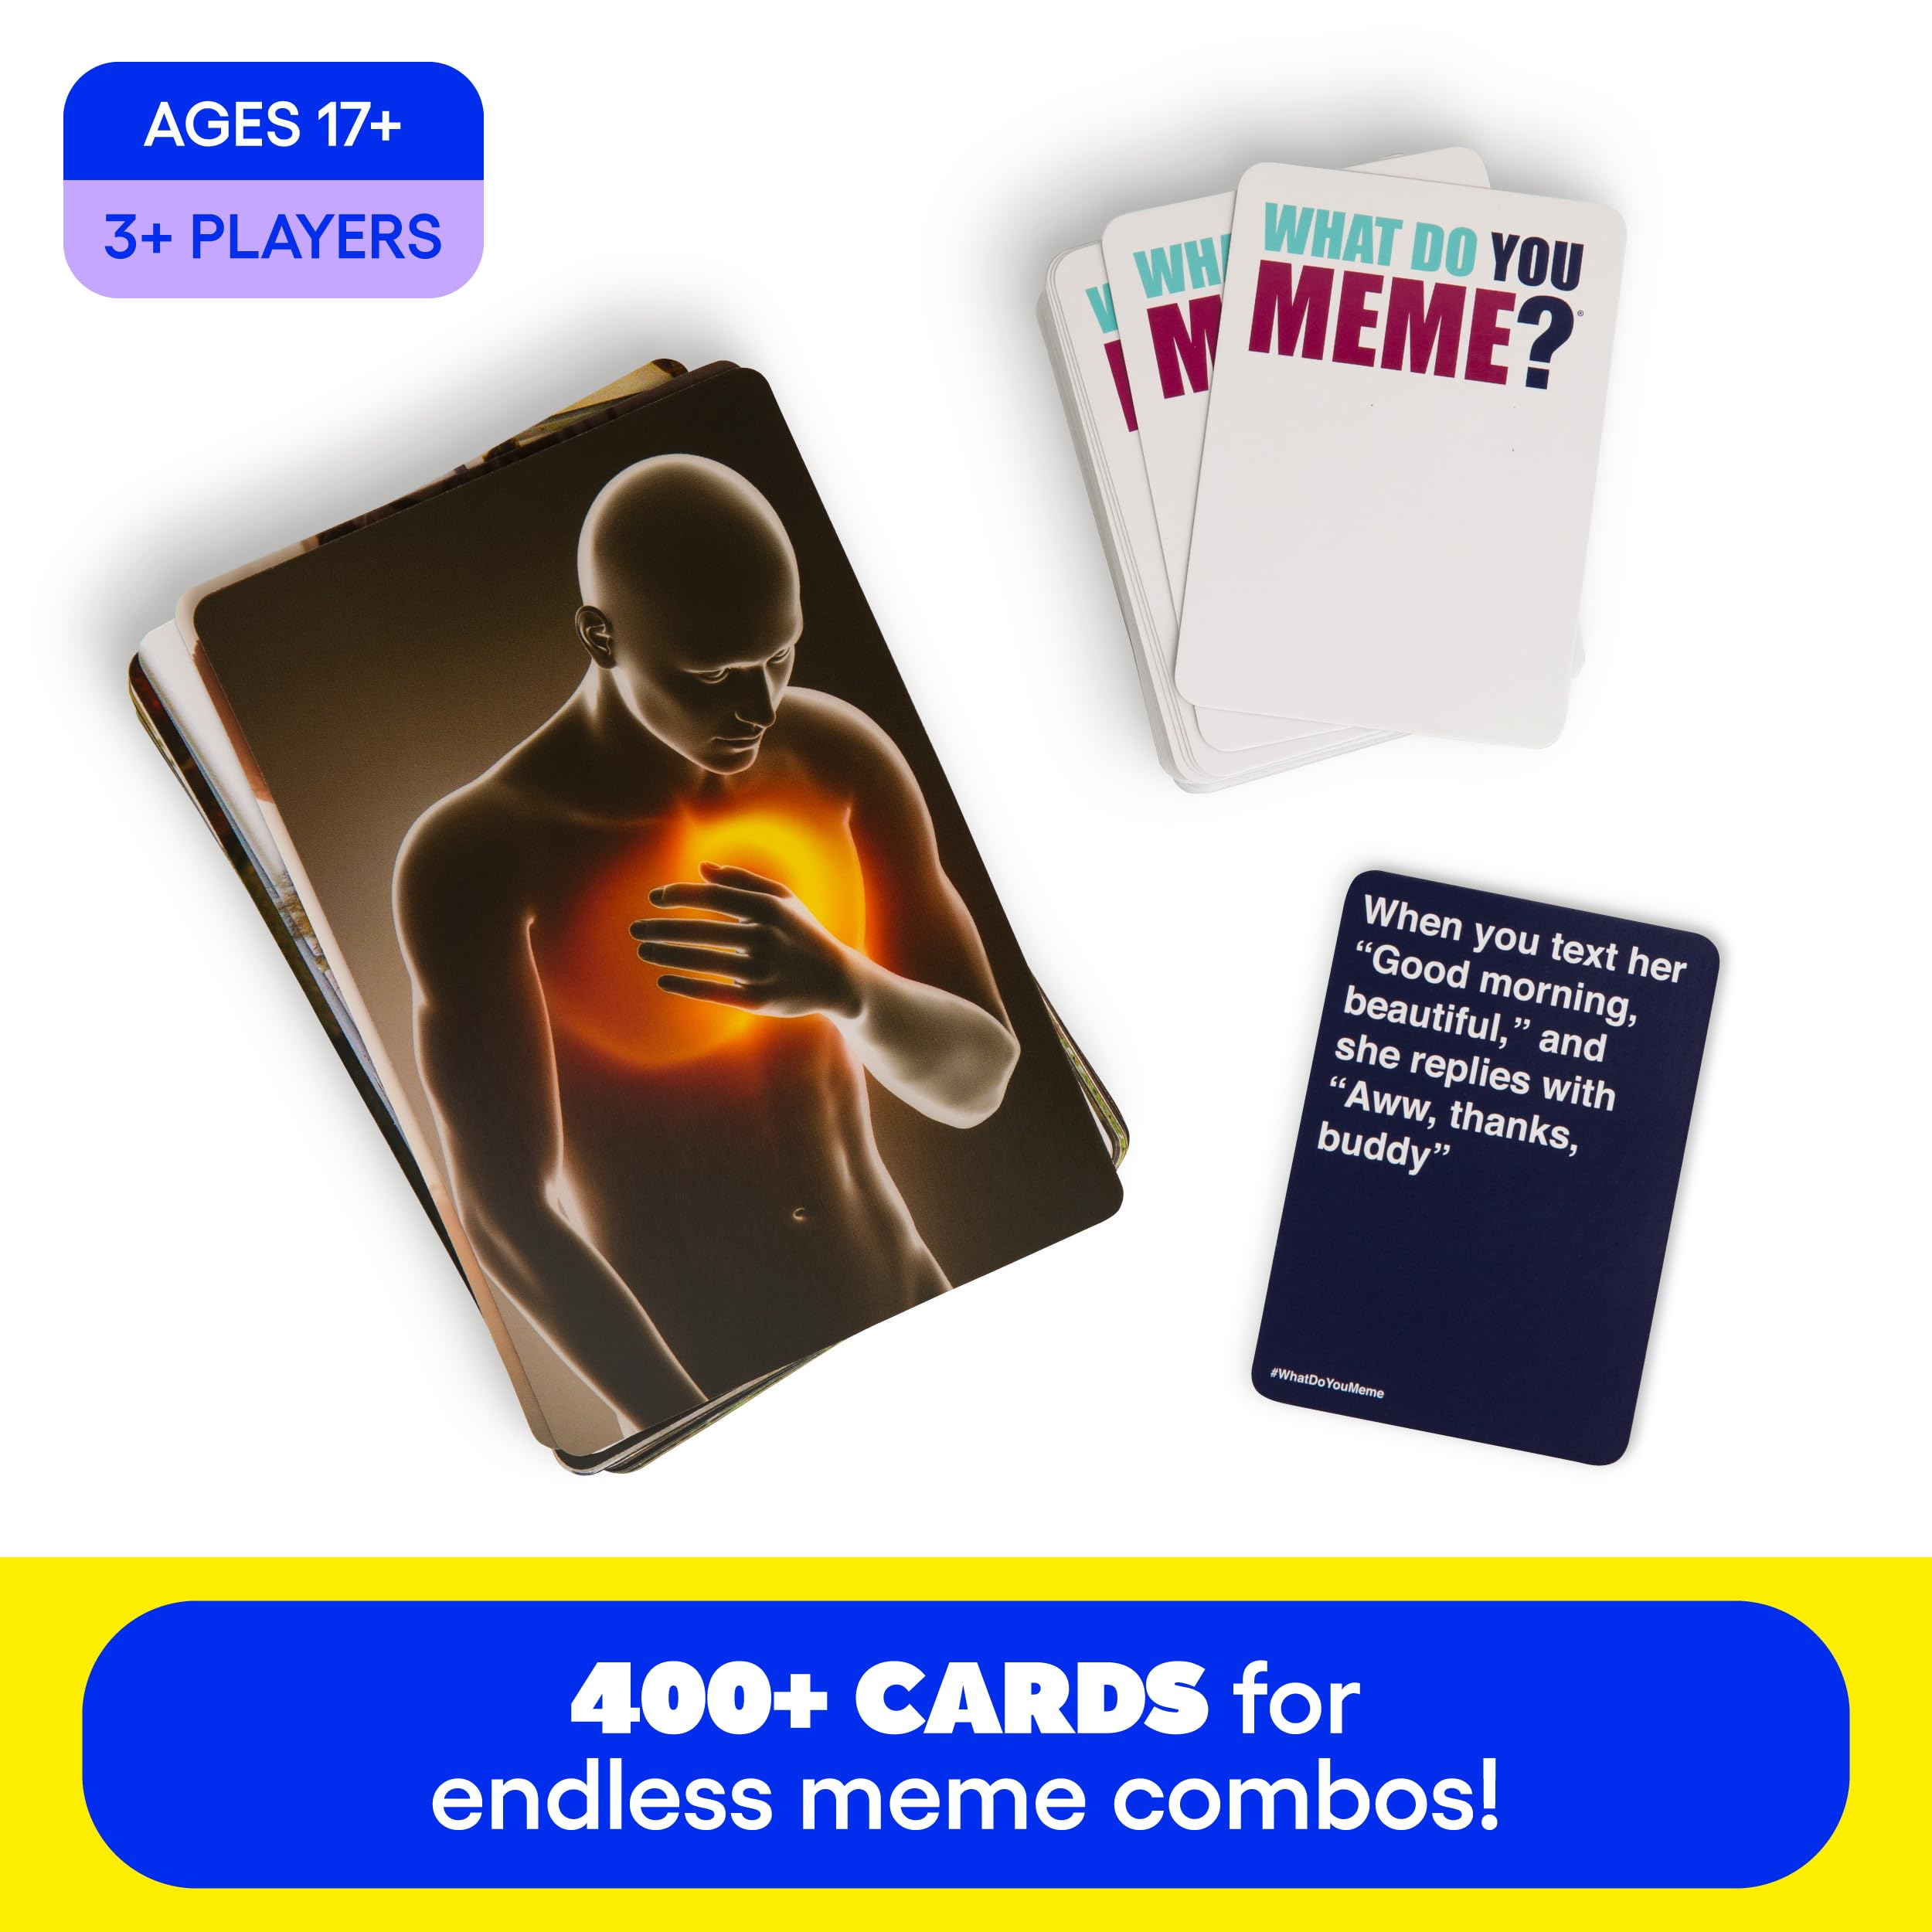 AGES 17+
3+ PLAYERS
WHAT DO YOU
MEME?
WH
M
When you text her
“Good morning,
beautiful,” and
she replies with
“Aww, thanks,
buddy”
#WhatDoYouMeme
400+ CARDS for
endless meme combos!